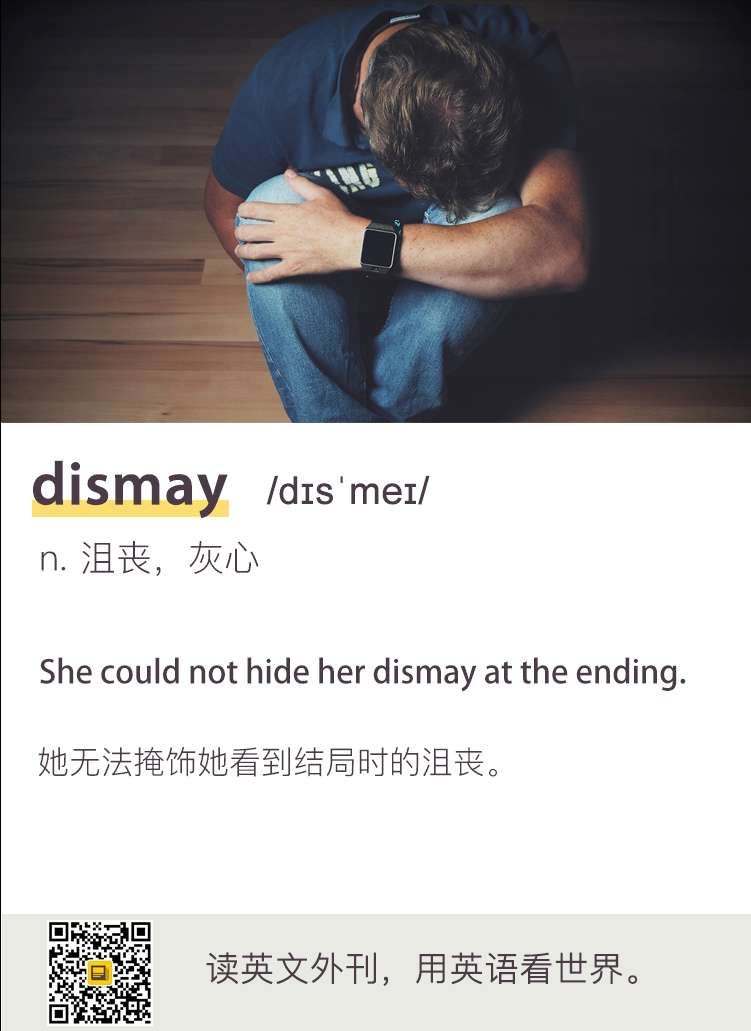 dismay /dɪsˈmeɪ/
n. 沮丧，灰心
She could not hide her dismay at the ending.
她无法掩饰她看到结局时的沮丧。
读英文外刊，用英语看世界。